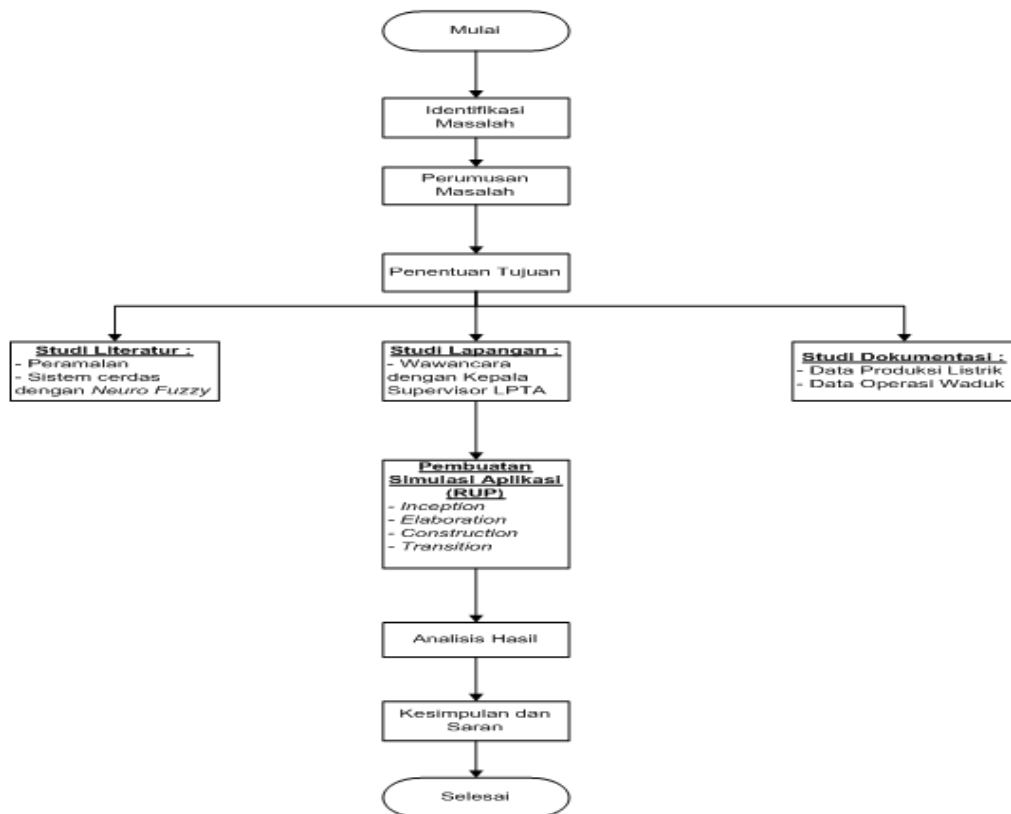 Mulai
Identifikasi
Masalah
Perumusan
Masalah
Penentuan Tujuan
Studi Literatur :
- Peramalan
- Sistem cerdas
dengan Neuro Fuzzy
Studi Lapangan :
- Wawancara
dengan Kepala
Supervisor LPTA
Studi Dokumentasi :
- Data Produksi Listrik
- Data Operasi Waduk
Pembuatan
Simulasi Aplikasi
(RUP)
- Inception
- Elaboration
- Construction
- Transition
Analisis Hasil
Kesimpulan dan
Saran
Selesai